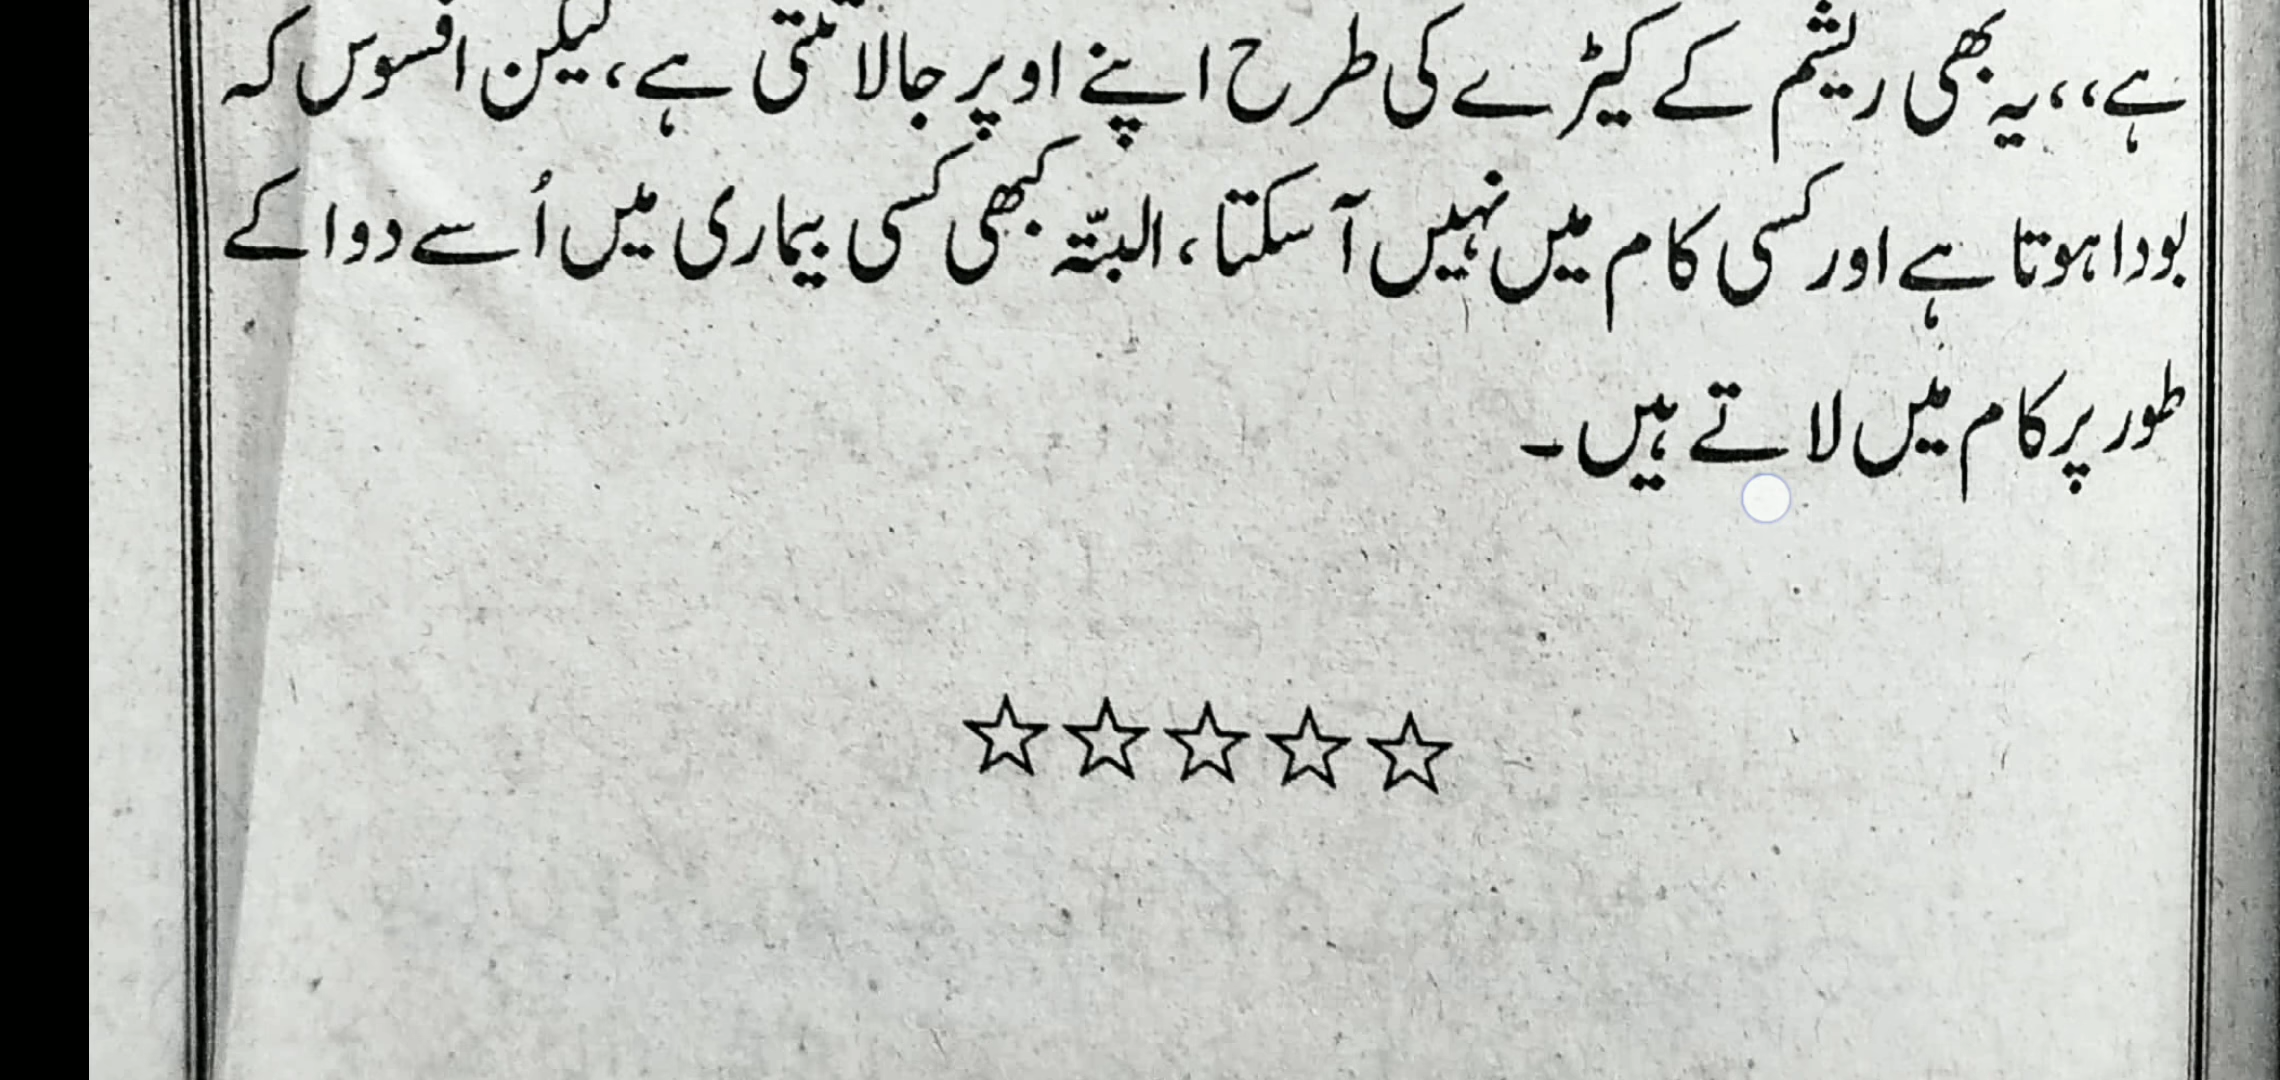 ہے،،یہ بھی ریشم کے کیڑے کی طرح اپنے اوپر جالا تنتی ہے، لیکن افسوس کہ
بودا ہوتا ہے اور کسی کام میں نہیں آسکتا، البتّہ کبھی کسی بیماری میں اُسے دوا کے
طور پر کام میں لاتے ہیں۔
☆☆☆☆☆